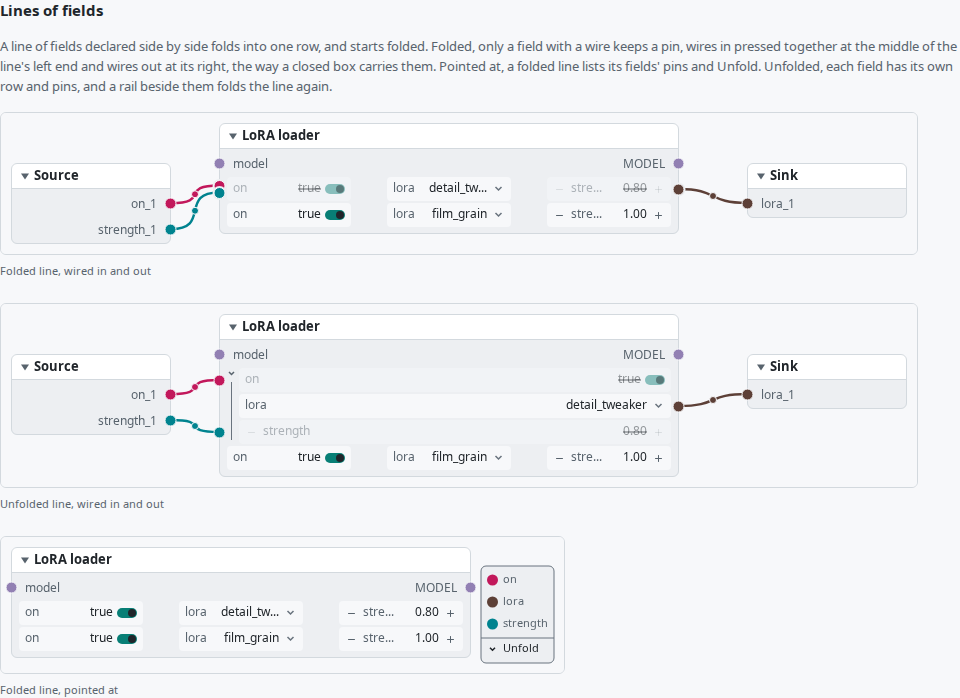 Lines of fields
A line of fields declared side by side folds into one row, and starts folded. Folded, only a field with a wire keeps a pin, wires in pressed together at the middle of the
line's left end and wires out at its right, the way a closed box carries them. Pointed at, a folded line lists its fields' pins and Unfold. Unfolded, each field has its own
row and pins, and a rail beside them folds the line again.
LoRA loader
Source
Sink
model MODEL
on_1
strength_1
on true lora detail_tw... – stre... 0.80 +
on true lora film_grain – stre... 1.00 +
lora_1
Folded line, wired in and out
LoRA loader
Source
Sink
model MODEL
on_1
strength_1
on true
lora detail_tweaker
– strength 0.80 +
on true lora film_grain – stre... 1.00 +
lora_1
Unfolded line, wired in and out
LoRA loader
model MODEL
on true lora detail_tw... – stre... 0.80 +
on true lora film_grain – stre... 1.00 +
on
lora
strength
Unfold
Folded line, pointed at